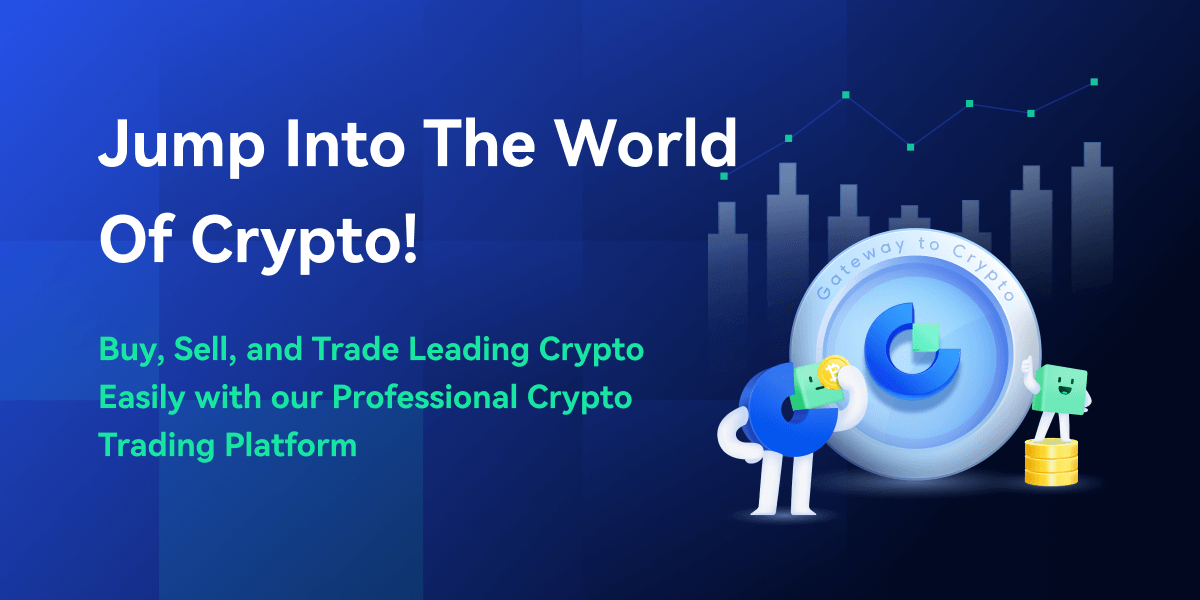 Jump Into The World
Of Crypto!
Buy, Sell, and Trade Leading Crypto
Easily with our Professional Crypto
Trading Platform
Gateway to Crypto